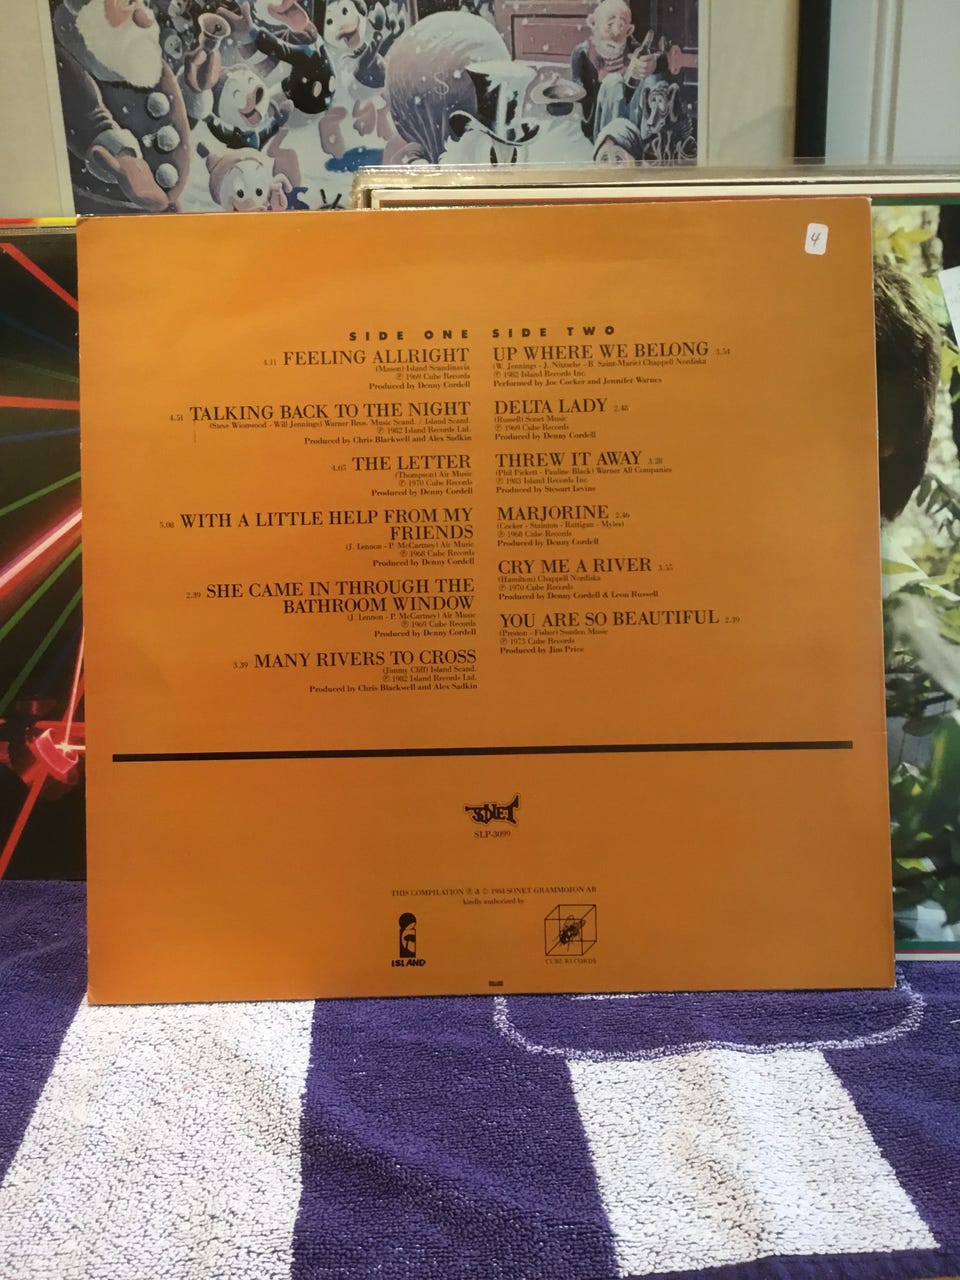 4
SIDE ONE
4.11 FEELING ALLRIGHT
(Mason) Island Scandinavia
℗ 1969 Cube Records
Produced by Denny Cordell
4.51 TALKING BACK TO THE NIGHT
(Steve Winwood - Will Jennings) Warner Bros. Music Scand. / Island Scand.
℗ 1982 Island Records Ltd.
Produced by Chris Blackwell and Alex Sadkin
4.05 THE LETTER
(Thompson) Air Music
℗ 1970 Cube Records
Produced by Denny Cordell
5.08 WITH A LITTLE HELP FROM MY
FRIENDS
(J. Lennon - P. McCartney) Air Music
℗ 1968 Cube Records
Produced by Denny Cordell
2.39 SHE CAME IN THROUGH THE
BATHROOM WINDOW
(J. Lennon - P. McCartney) Air Music
℗ 1969 Cube Records
Produced by Denny Cordell
3.39 MANY RIVERS TO CROSS
(Jimmy Cliff) Island Scand.
℗ 1982 Island Records Ltd.
Produced by Chris Blackwell and Alex Sadkin
SIDE TWO
UP WHERE WE BELONG 3.54
(W. Jennings - J. Nitzsche - B. Saint-Marie) Chappell Nordiska
℗ 1982 Island Records Inc.
Performed by Joe Cocker and Jennifer Warnes
DELTA LADY 2.48
(Russell) Sonet Music
℗ 1969 Cube Records
Produced by Denny Cordell
THREW IT AWAY 3.28
(Phil Pickett - Pauline Black) Warner All Companies
℗ 1983 Island Records Inc.
Produced by Stewart Levine
MARJORINE 2.46
(Cocker - Stainton - Rattigan - Myles)
℗ 1968 Cube Records
Produced by Denny Cordell
CRY ME A RIVER 3.55
(Hamilton) Chappell Nordiska
℗ 1970 Cube Records
Produced by Denny Cordell & Leon Russell
YOU ARE SO BEAUTIFUL 2.39
(Preston - Fisher) Sweden Music
℗ 1973 Cube Records
Produced by Jim Price
SONET
SLP-3099
THIS COMPILATION ℗ & © 1984 SONET GRAMMOFON AB
kindly authorized by
ISLAND
CUBE RECORDS